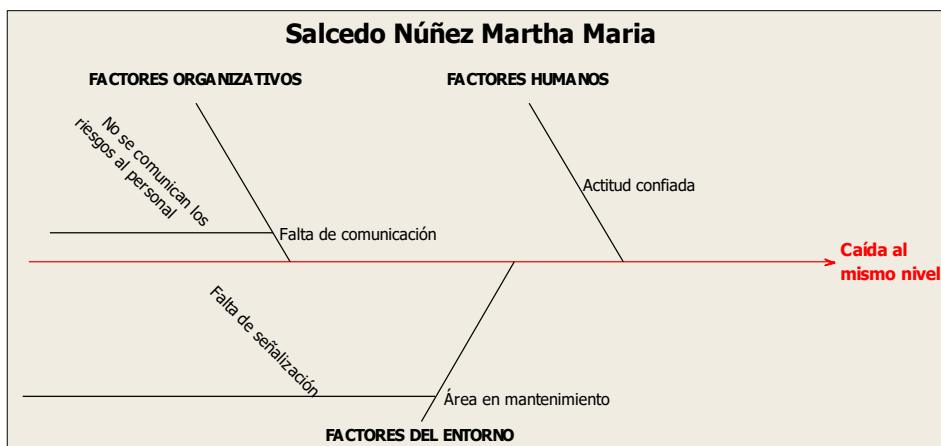 Salcedo Núñez Martha Maria
FACTORES ORGANIZATIVOS
FACTORES HUMANOS
No se comunican los
riesgos al personal
Actitud confiada
Falta de comunicación
Caída al
mismo nivel
Falta de señalización
Área en mantenimiento
FACTORES DEL ENTORNO